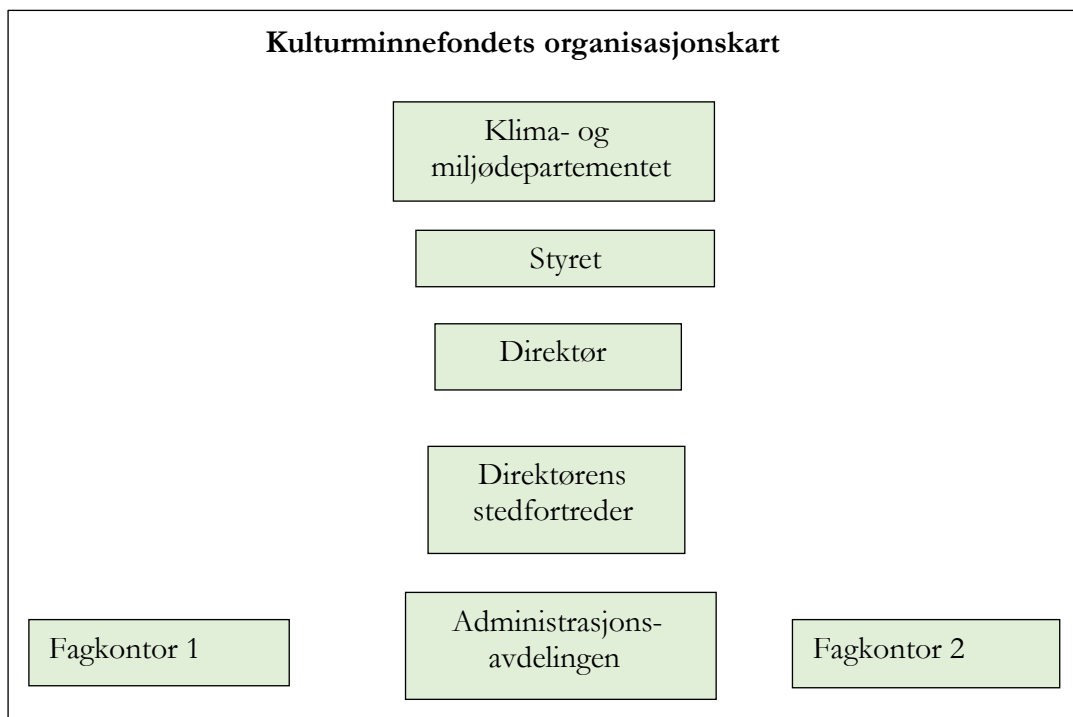 Kulturminnefondets organisasjonskart
Klima- og
miljødepartementet
Styret
Direktør
Direktørens
stedfortreder
Fagkontor 1
Administrasjons-
avdelingen
Fagkontor 2